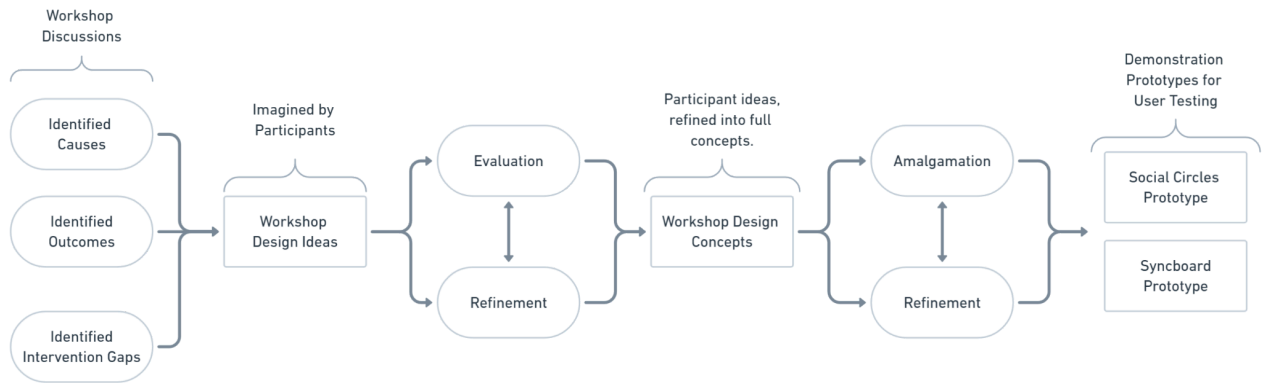 Workshop
Discussions
Identified
Causes
Identified
Outcomes
Identified
Intervention Gaps
Imagined by
Participants
Workshop
Design Ideas
Evaluation
Refinement
Participant ideas,
refined into full
concepts.
Workshop Design
Concepts
Amalgamation
Refinement
Demonstration
Prototypes for
User Testing
Social Circles
Prototype
Syncboard
Prototype